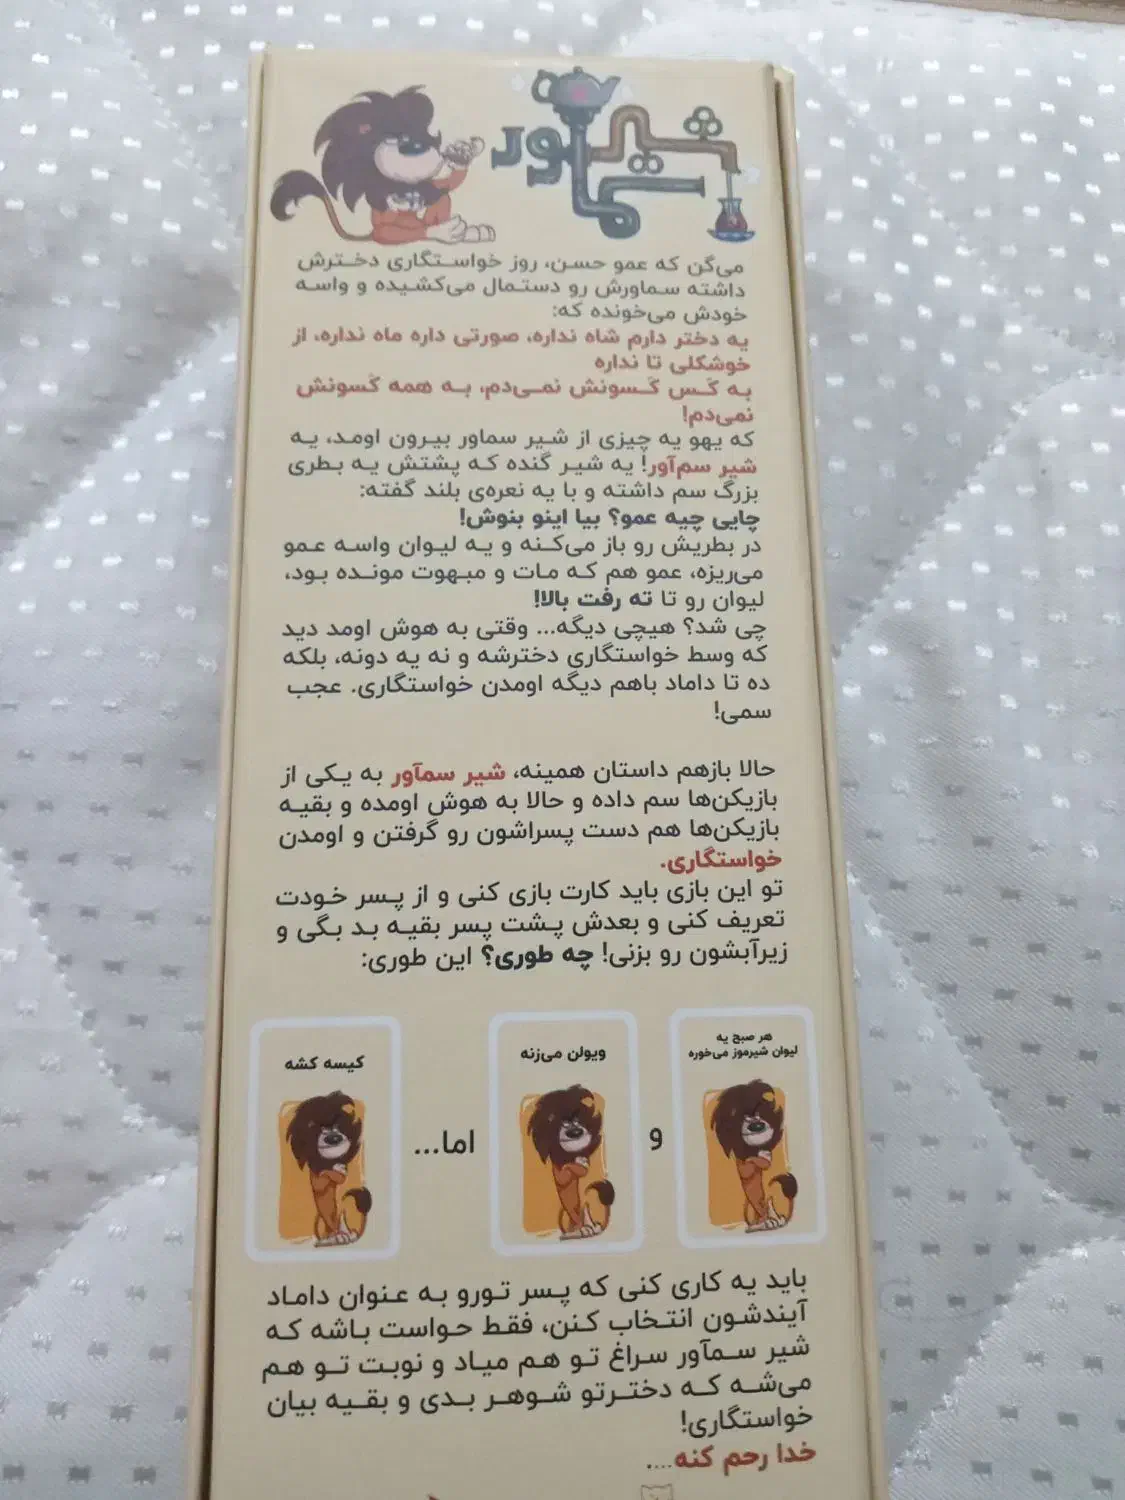 شیر
سماور
می‌گن که عمو حسن، روز خواستگاری دخترش
داشته سماورش رو دستمال می‌کشیده و واسه
خودش می‌خونده که:
یه دختر دارم شاه نداره، صورتی داره ماه نداره، از
خوشگلی تا نداره
به کَس کَسونش نمی‌دم، به همه کَسونش
نمی‌دم!
که یهو یه چیزی از شیر سماور بیرون اومد، یه
شیر سم‌آور! یه شیر گنده که پشتش یه بطری
بزرگ سم داشته و با یه نعره‌ی بلند گفته:
چایی چیه عمو؟ بیا اینو بنوش!
در بطریش رو باز می‌کنه و یه لیوان واسه عمو
می‌ریزه، عمو هم که مات و مبهوت مونده بود،
لیوان رو تا ته رفت بالا!
چی شد؟ هیچی دیگه... وقتی به هوش اومد دید
که وسط خواستگاری دخترشه و نه یه دونه، بلکه
ده تا داماد باهم دیگه اومدن خواستگاری. عجب
سمی!
حالا بازهم داستان همینه، شیر سمآور به یکی از
بازیکن‌ها سم داده و حالا به هوش اومده و بقیه
بازیکن‌ها هم دست پسراشون رو گرفتن و اومدن
خواستگاری.
تو این بازی باید کارت بازی کنی و از پسر خودت
تعریف کنی و بعدش پشت پسر بقیه بد بگی و
زیرآبشون رو بزنی! چه طوری؟ این طوری:
هر صبح یه
لیوان شیرموز می‌خوره
و
ویولن می‌زنه
اما...
کیسه کشه
باید یه کاری کنی که پسر تورو به عنوان داماد
آیندشون انتخاب کنن، فقط حواست باشه که
شیر سمآور سراغ تو هم میاد و نوبت تو هم
می‌شه که دخترتو شوهر بدی و بقیه بیان
خواستگاری!
خدا رحم کنه....